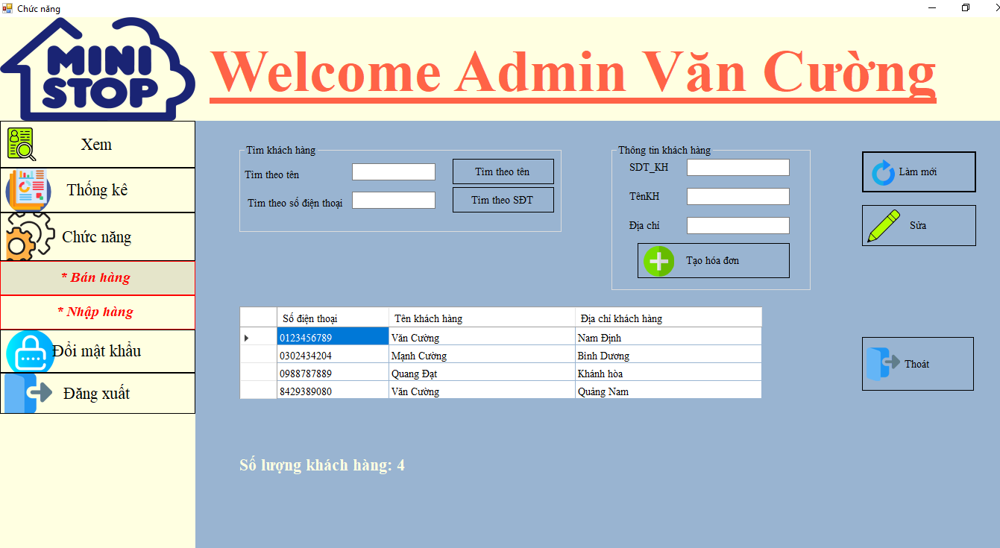 Chức năng
MINI
STOP
Welcome Admin Văn Cường
Xem
Thống kê
Chức năng
* Bán hàng
* Nhập hàng
Đổi mật khẩu
Đăng xuất
Tìm khách hàng
Tìm theo tên
Tìm theo tên
Tìm theo số điện thoại
Tìm theo SĐT
Thông tin khách hàng
SDT_KH
TênKH
Địa chỉ
Tạo hóa đơn
Làm mới
Sửa
Số điện thoại Tên khách hàng Địa chỉ khách hàng
0123456789 Văn Cường Nam Định
0302434204 Mạnh Cường Bình Dương
0988787889 Quang Đạt Khánh hòa
8429389080 Văn Cường Quảng Nam
Thoát
Số lượng khách hàng: 4